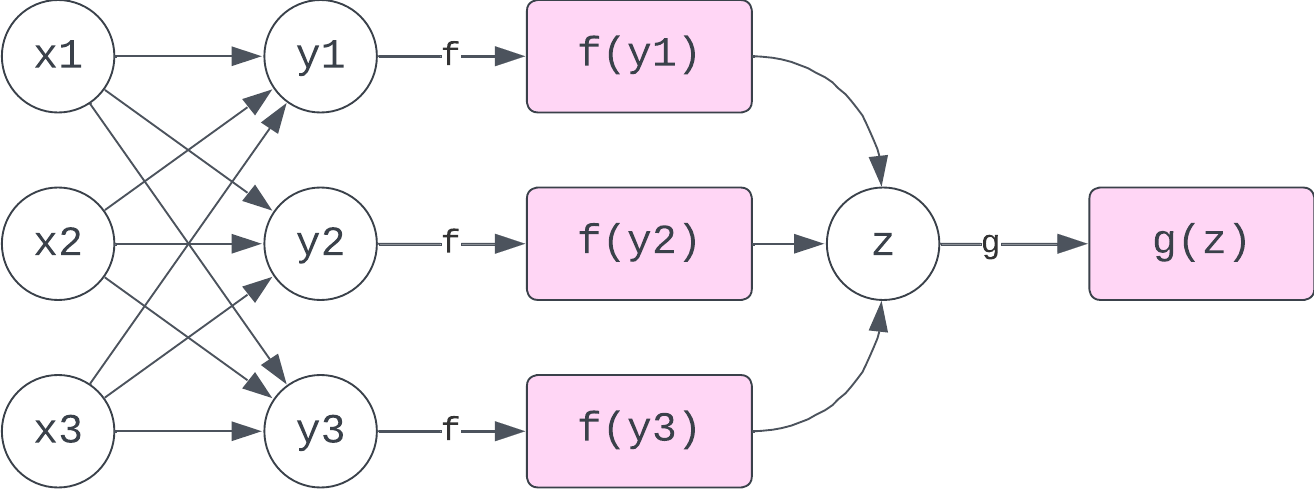 x1 y1 f f(y1)
x2 y2 f f(y2) z g g(z)
x3 y3 f f(y3)